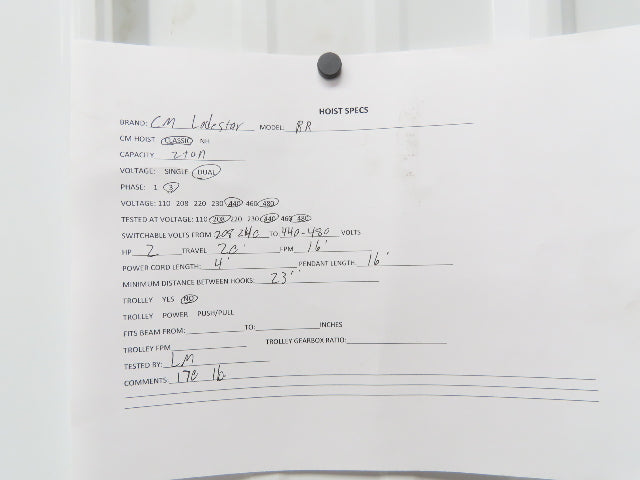 HOIST SPECS
BRAND: CM Lodestar MODEL: RR
CM HOIST CLASSIC NH
CAPACITY 2 ton
VOLTAGE: SINGLE DUAL
PHASE: 1 3
VOLTAGE: 110 208 220 230 440 460 480
TESTED AT VOLTAGE: 110 208 220 230 440 460 480
SWITCHABLE VOLTS FROM 208 240 TO 440-480 VOLTS
HP 2 TRAVEL 20' FPM 16'
POWER CORD LENGTH: 4' PENDANT LENGTH: 16'
MINIMUM DISTANCE BETWEEN HOOKS: 23"
TROLLEY YES NO
TROLLEY POWER PUSH/PULL
FITS BEAM FROM: TO: INCHES
TROLLEY FPM TROLLEY GEARBOX RATIO:
TESTED BY: LM
COMMENTS: 170 lb